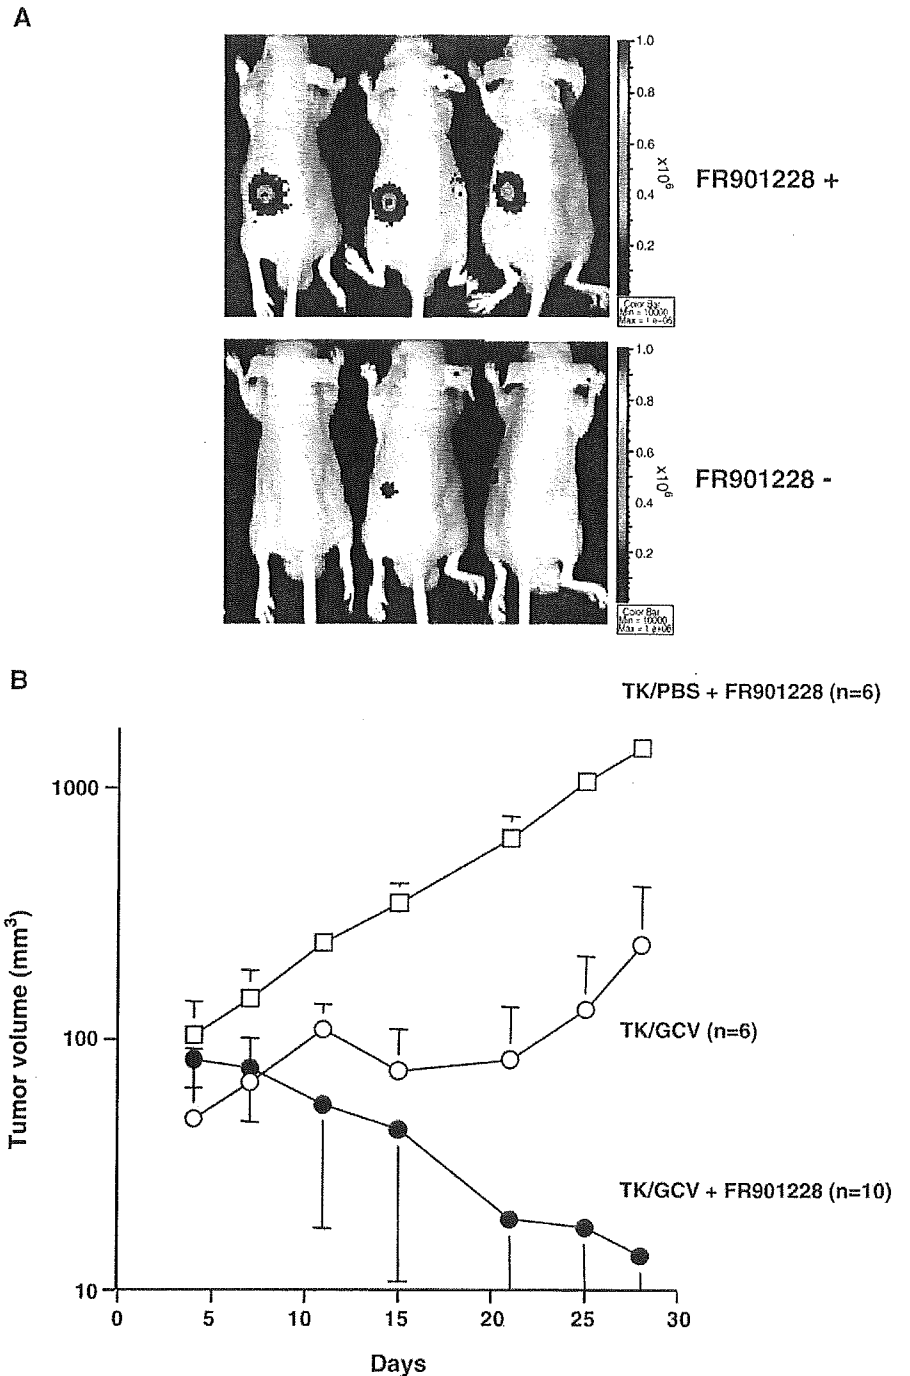 A
1.0
0.8
0.6
0.4
0.2
x10⁶
Color Bar
Min = 10000
Max = 1 e+06
FR901228 +
1.0
0.8
0.6
0.4
0.2
x10⁶
Color Bar
Min = 10000
Max = 1 e+06
FR901228 -
B
TK/PBS + FR901228 (n=6)
1000
100
10
Tumor volume (mm³)
TK/GCV (n=6)
TK/GCV + FR901228 (n=10)
0 5 10 15 20 25 30
Days